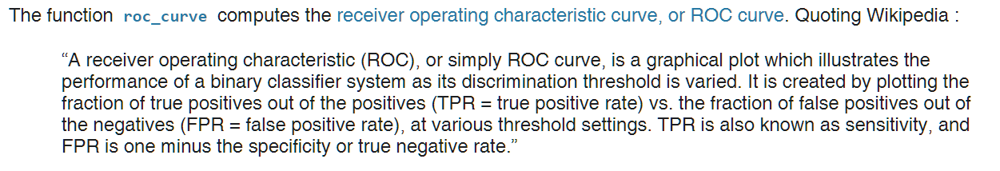 The function roc_curve computes the receiver operating characteristic curve, or ROC curve. Quoting Wikipedia :
“A receiver operating characteristic (ROC), or simply ROC curve, is a graphical plot which illustrates the
performance of a binary classifier system as its discrimination threshold is varied. It is created by plotting the
fraction of true positives out of the positives (TPR = true positive rate) vs. the fraction of false positives out of
the negatives (FPR = false positive rate), at various threshold settings. TPR is also known as sensitivity, and
FPR is one minus the specificity or true negative rate.”